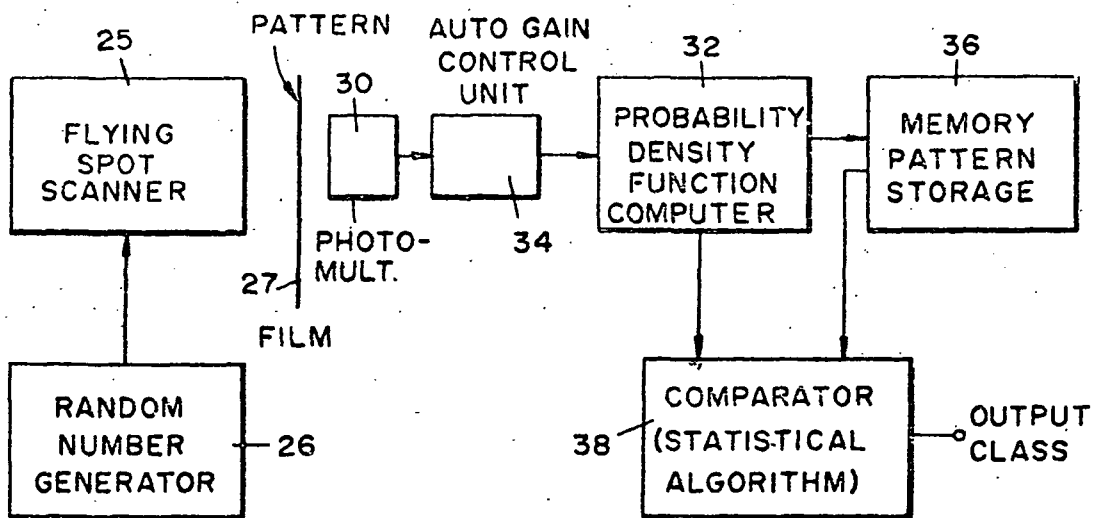 25
FLYING
SPOT
SCANNER
PATTERN
30
PHOTO-
MULT.
27
FILM
AUTO GAIN
CONTROL
UNIT
34
32
PROBABILITY
DENSITY
FUNCTION
COMPUTER
36
MEMORY
PATTERN
STORAGE
RANDOM
NUMBER
GENERATOR
26
38
COMPARATOR
(STATISTICAL
ALGORITHM)
OUTPUT
CLASS